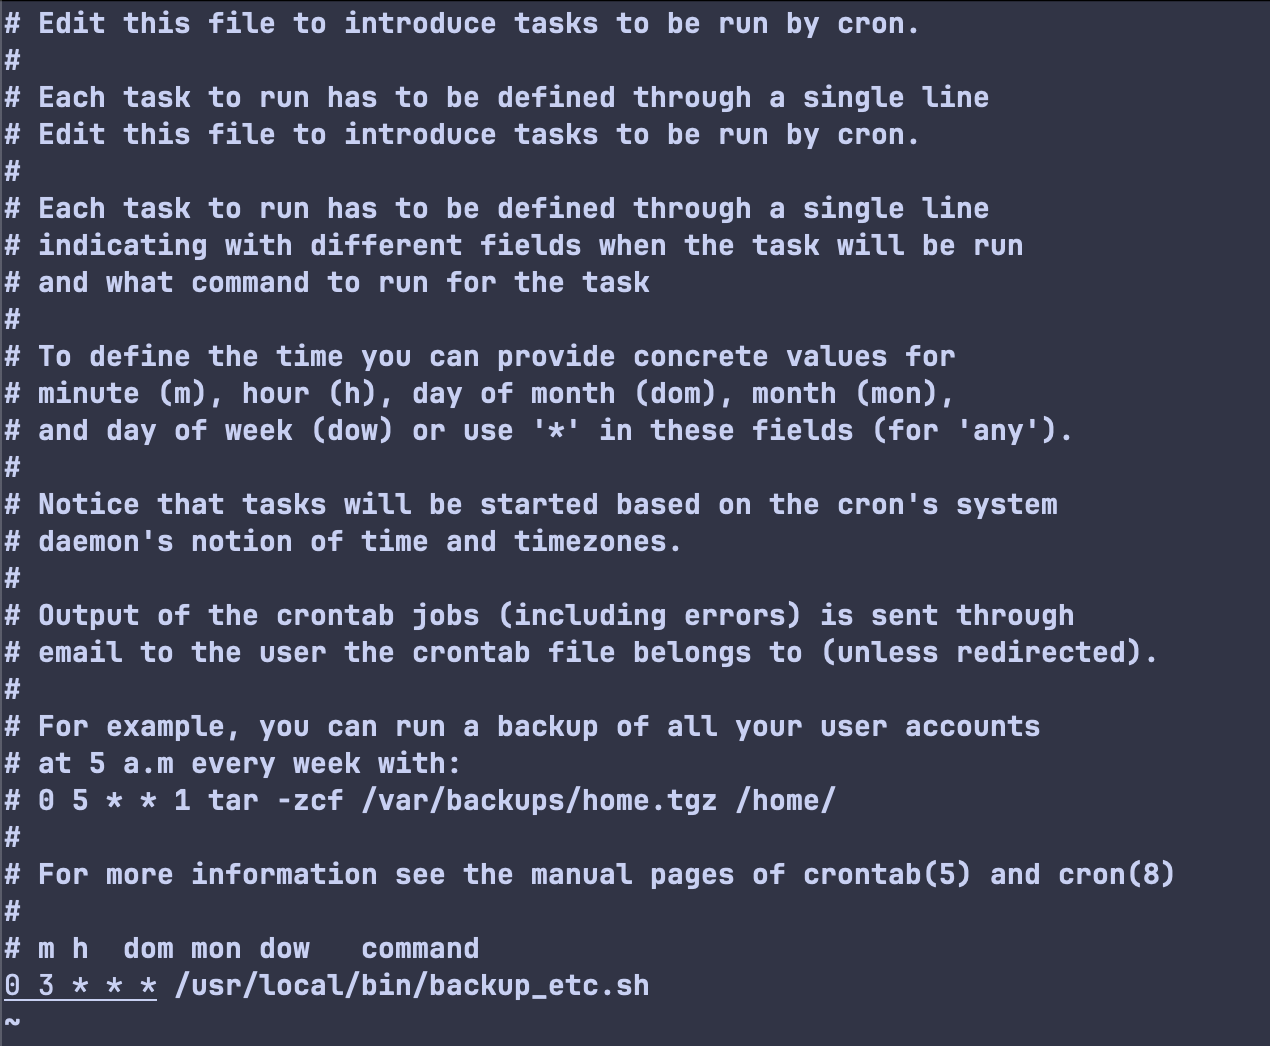 # Edit this file to introduce tasks to be run by cron.
#
# Each task to run has to be defined through a single line
# Edit this file to introduce tasks to be run by cron.
#
# Each task to run has to be defined through a single line
# indicating with different fields when the task will be run
# and what command to run for the task
#
# To define the time you can provide concrete values for
# minute (m), hour (h), day of month (dom), month (mon),
# and day of week (dow) or use '*' in these fields (for 'any').
#
# Notice that tasks will be started based on the cron's system
# daemon's notion of time and timezones.
#
# Output of the crontab jobs (including errors) is sent through
# email to the user the crontab file belongs to (unless redirected).
#
# For example, you can run a backup of all your user accounts
# at 5 a.m every week with:
# 0 5 * * 1 tar -zcf /var/backups/home.tgz /home/
#
# For more information see the manual pages of crontab(5) and cron(8)
#
# m h  dom mon dow   command
0 3 * * * /usr/local/bin/backup_etc.sh
~